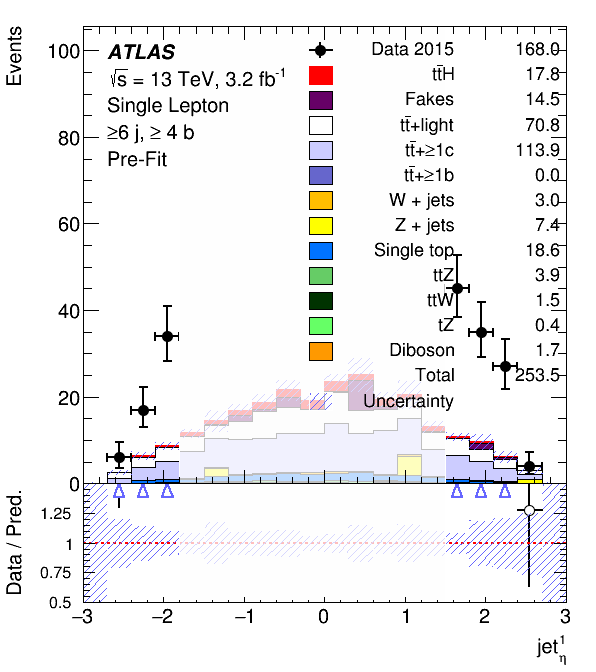 Events
100
80
60
40
20
0
ATLAS
√s = 13 TeV, 3.2 fb⁻¹
Single Lepton
≥6 j, ≥ 4 b
Pre-Fit
Data 2015 168.0
tt̄H 17.8
Fakes 14.5
tt̄+light 70.8
tt̄+≥1c 113.9
tt̄+≥1b 0.0
W + jets 3.0
Z + jets 7.4
Single top 18.6
ttZ 3.9
ttW 1.5
tZ 0.4
Diboson 1.7
Total 253.5
Uncertainty
Data / Pred.
1.25
1
0.75
0.5
−3 −2 −1 0 1 2 3
jet¹η